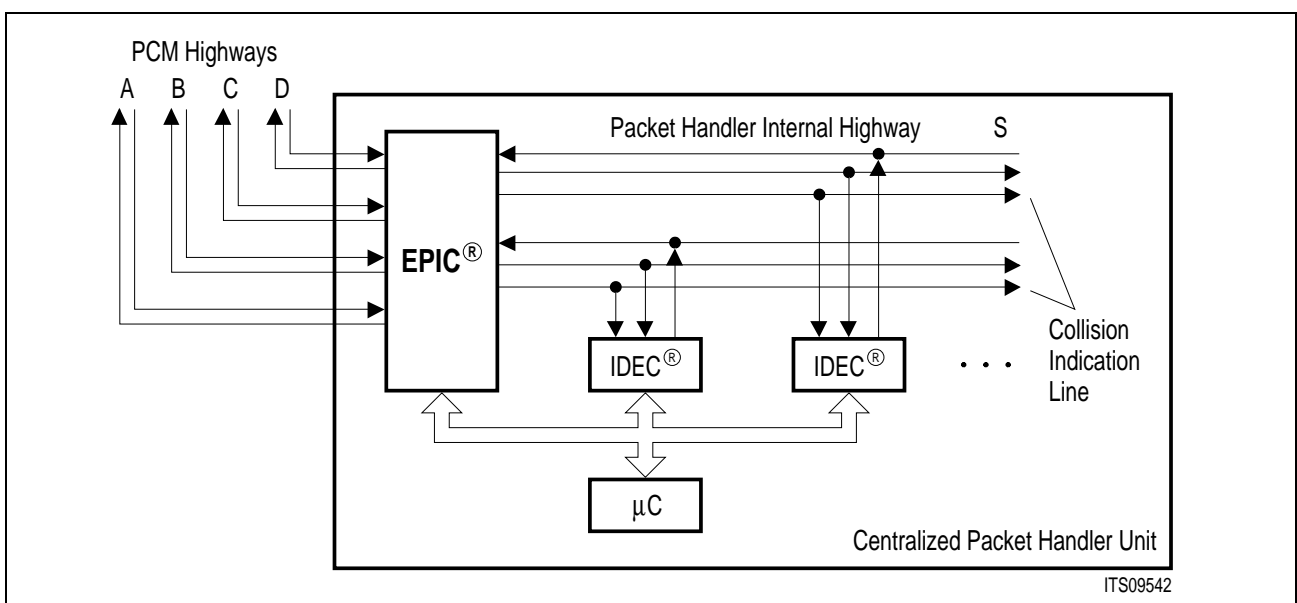 PCM Highways
A B C D
Packet Handler Internal Highway S
EPIC®
IDEC®
IDEC®
. . .
Collision
Indication
Line
µC
Centralized Packet Handler Unit
ITS09542